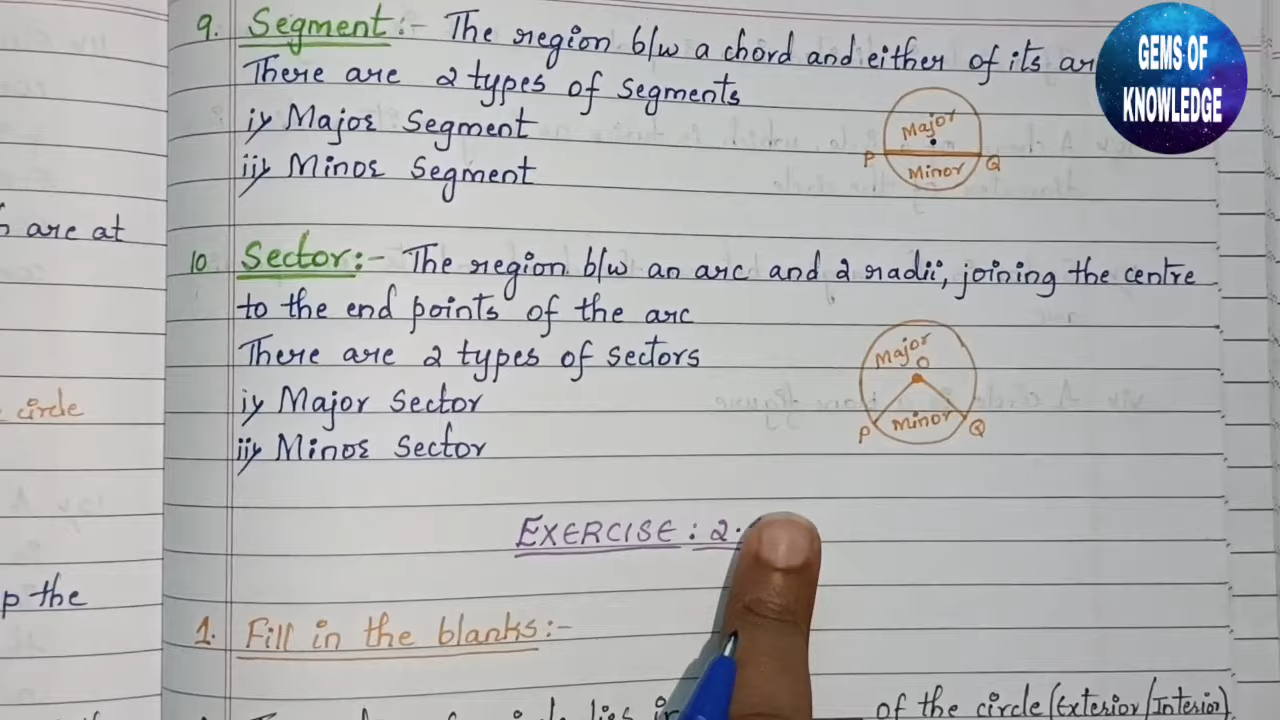 9. Segment:- The region b/w a chord and either of its
There are 2 types of segments
i) Major Segment
ii) Minor Segment
Major
P Q
Minor
GEMS OF
KNOWLEDGE
are at
10 Sector:- The region b/w an arc and 2 radii, joining the centre
to the end points of the arc
There are 2 types of sectors
i) Major Sector
ii) Minor Sector
Major
O
Minor
P Q
circle
EXERCISE: 2.
the
1. Fill in the blanks:-
of the circle (Exterior/Interior)